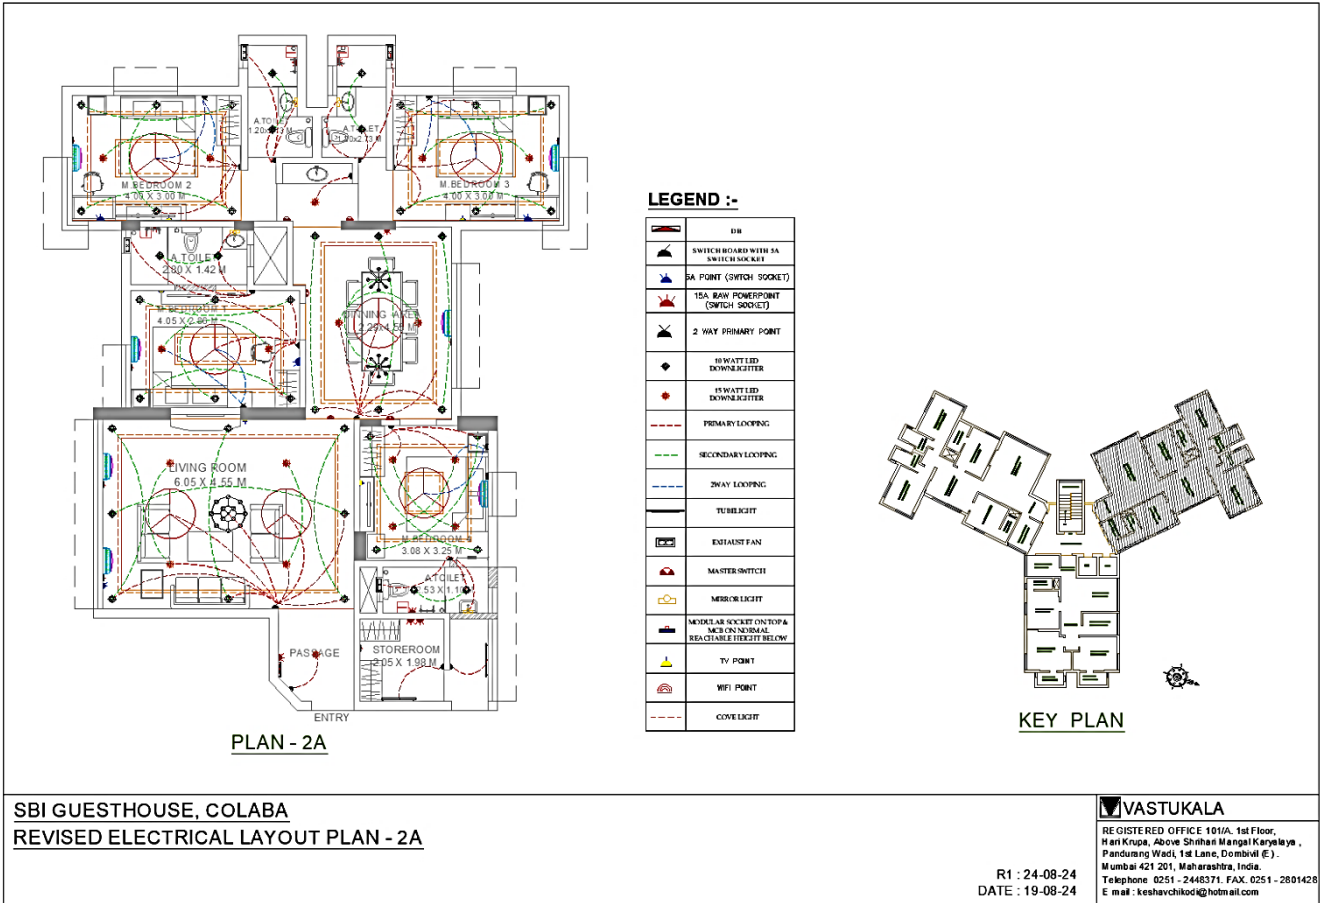 A.TOILET
A.TOILET
M.BEDROOM 2
4.00 X 3.00 M
M.BEDROOM 3
4.00 X 3.00 M
A.TOILET
2.80 X 1.42 M
4.05 X 2.80 M
LIVING ROOM
6.05 X 4.55 M
M.BEDROOM
3.08 X 3.25 M
A.TOILET
PASSAGE
STOREROOM
2.05 X 1.98 M
ENTRY
PLAN - 2A
LEGEND :-
DB
SWITCH BOARD WITH 5A
SWITCH SOCKET
5A POINT (SWTCH SOCKET)
15A RAW POWERPOINT
(SWTCH SOCKET)
2 WAY PRIMARY POINT
10 WATT LED
DOWNLIGHTER
15 WATT LED
DOWNLIGHTER
PRIMARY LOOPING
SECONDARY LOOPING
2WAY LOOPING
TUBELIGHT
EXHAUST FAN
MASTER SWITCH
MIRROR LIGHT
MODULAR SOCKET ON TOP &
MCB ON NORMAL
REACHABLE HEIGHT BELOW
TV POINT
WIFI POINT
COVE LIGHT
KEY PLAN
SBI GUESTHOUSE, COLABA
REVISED ELECTRICAL LAYOUT PLAN - 2A
R1 : 24-08-24
DATE : 19-08-24
VASTUKALA
REGISTERED OFFICE 101/A. 1st Floor,
Hari Krupa, Above Shrihari Mangal Karyalaya ,
Pandurang Wadi, 1st Lane, Dombivli (E) .
Mumbai 421 201, Maharashtra, India.
Telephone 0251 - 2448371. FAX. 0251 - 2801428
E mail : keshavchikodi@hotmail.com